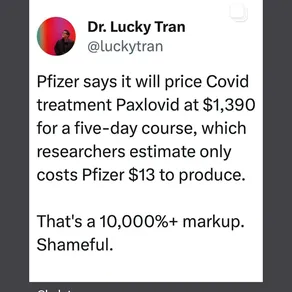 Dr. Lucky Tran
@luckytran
Pfizer says it will price Covid
treatment Paxlovid at $1,390
for a five-day course, which
researchers estimate only
costs Pfizer $13 to produce.
That's a 10,000%+ markup.
Shameful.